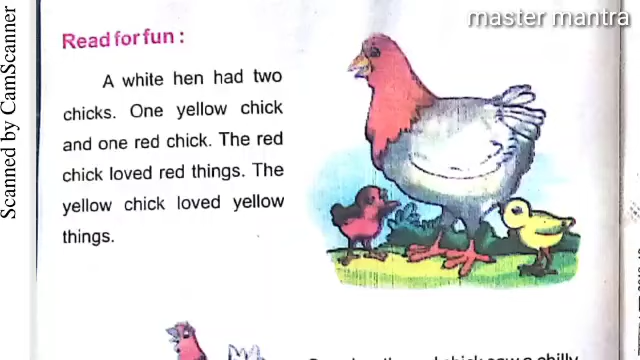 master mantra
Scanned by CamScanner
Read for fun :
A white hen had two
chicks. One yellow chick
and one red chick. The red
chick loved red things. The
yellow chick loved yellow
things.
chilly